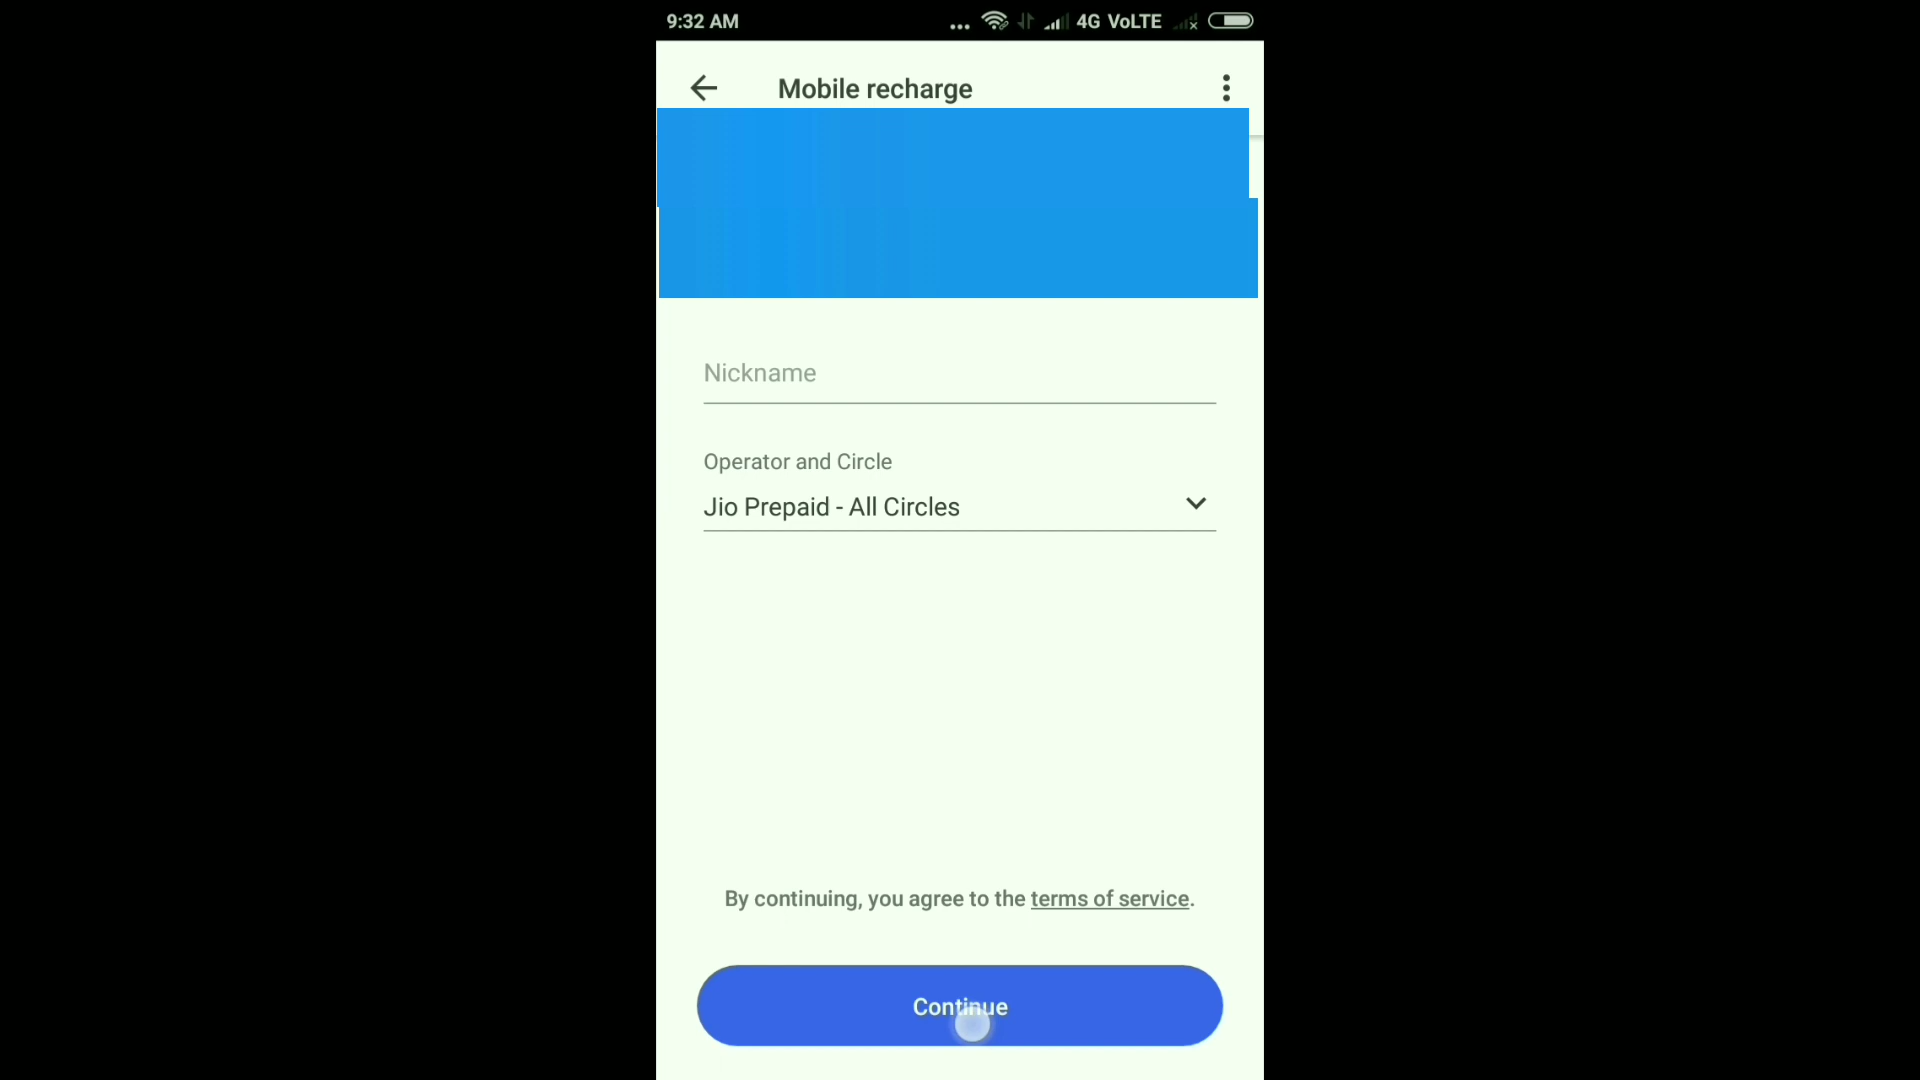 9:32 AM
4G VoLTE
Mobile recharge
Nickname
Operator and Circle
Jio Prepaid - All Circles
By continuing, you agree to the terms of service.
Continue